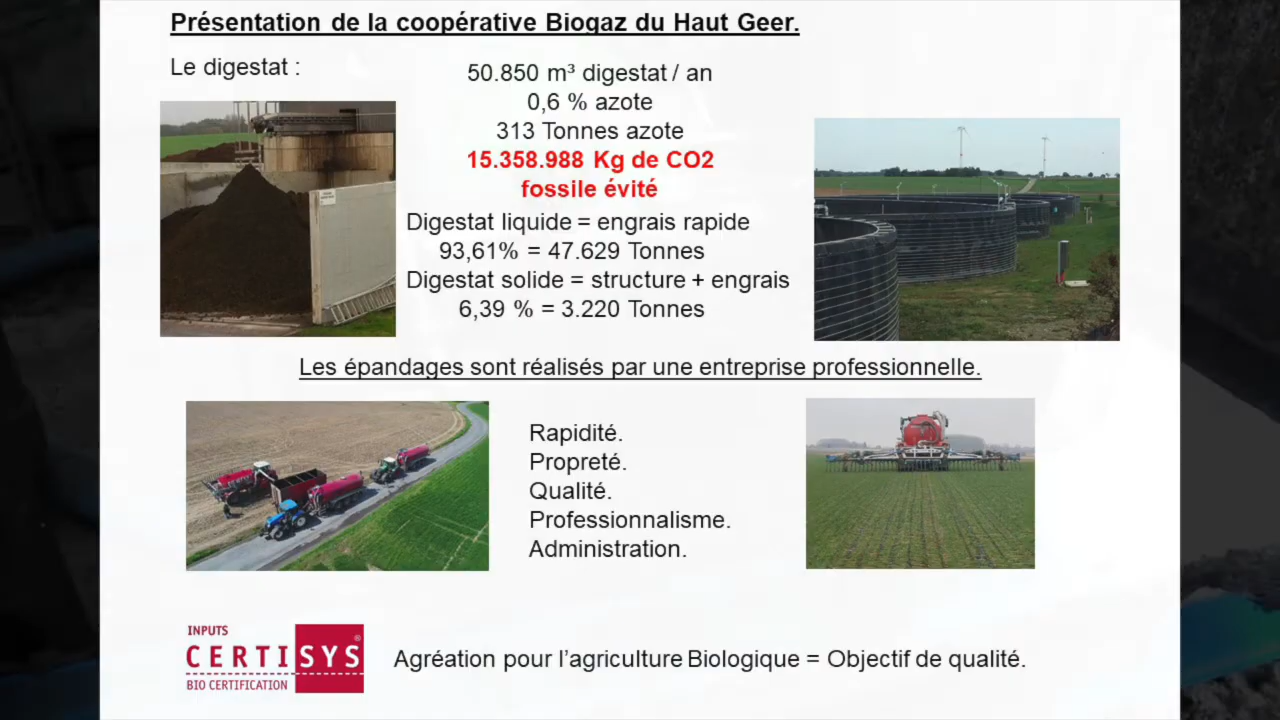 Présentation de la coopérative Biogaz du Haut Geer.
Le digestat :
50.850 m³ digestat / an
0,6 % azote
313 Tonnes azote
15.358.988 Kg de CO2
fossile évité
Digestat liquide = engrais rapide
93,61% = 47.629 Tonnes
Digestat solide = structure + engrais
6,39 % = 3.220 Tonnes
Les épandages sont réalisés par une entreprise professionnelle.
Rapidité.
Propreté.
Qualité.
Professionnalisme.
Administration.
INPUTS
CERTISYS®
BIO CERTIFICATION
Agréation pour l’agriculture Biologique = Objectif de qualité.